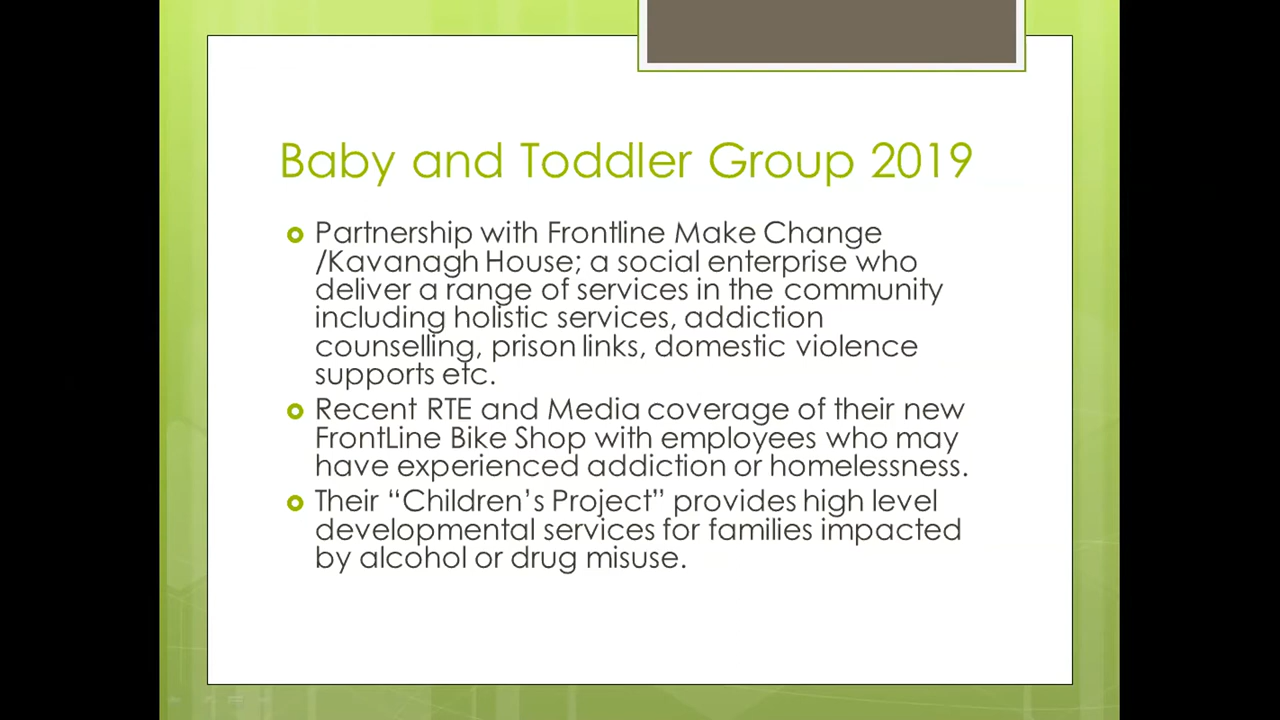 Baby and Toddler Group 2019
Partnership with Frontline Make Change
/Kavanagh House; a social enterprise who
deliver a range of services in the community
including holistic services, addiction
counselling, prison links, domestic violence
supports etc.
Recent RTE and Media coverage of their new
FrontLine Bike Shop with employees who may
have experienced addiction or homelessness.
Their “Children’s Project” provides high level
developmental services for families impacted
by alcohol or drug misuse.